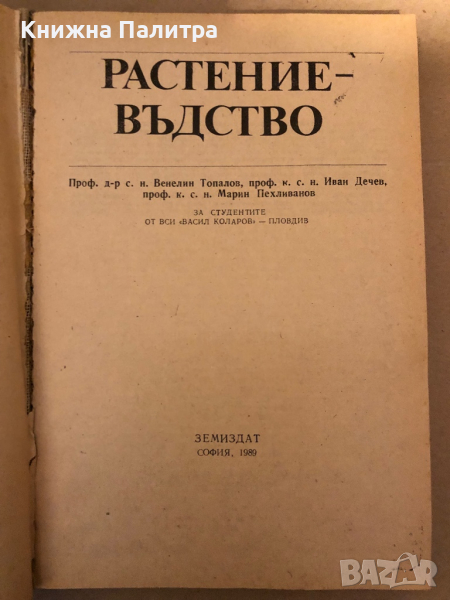 Книжна Палитра
РАСТЕНИЕ-
ВЪДСТВО
Проф. д-р с. н. Венелин Топалов, проф. к. с. н. Иван Дечев,
проф. к. с. н. Марин Пехливанов
ЗА СТУДЕНТИТЕ
ОТ ВСИ «ВАСИЛ КОЛАРОВ» — ПЛОВДИВ
ЗЕМИЗДАТ
СОФИЯ, 1989
BAZAR